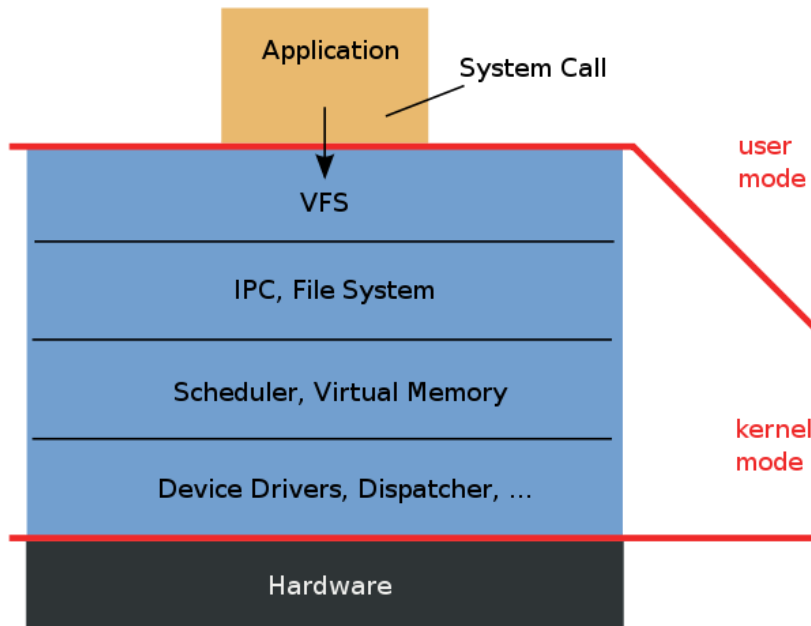 Application
System Call
user
mode
VFS
IPC, File System
Scheduler, Virtual Memory
kernel
mode
Device Drivers, Dispatcher, ...
Hardware